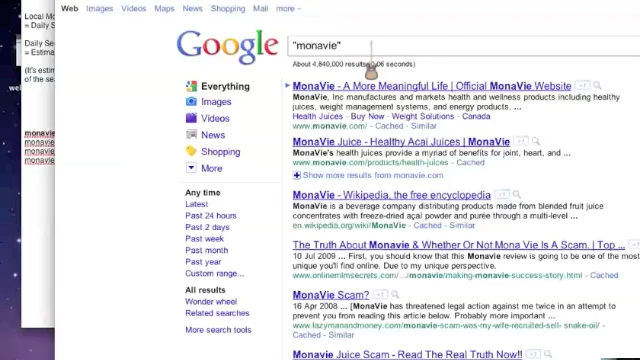 Web Images Videos Maps News Shopping Mail more
Local Mo
= Daily S
Daily Se
= Estima
(It's estim
of the se
wei
monavie
monavie
monavie
monavie
Google
"monavie"
About 4,840,000 results 06 seconds)
Everything
Images
Videos
News
Shopping
More
Any time
Latest
Past 24 hours
Past 2 days
Past week
Past month
Past year
Custom range...
All results
Wonder wheel
Related searches
More search tools
MonaVie - A More Meaningful Life | Official MonaVie Website
MonaVie, Inc manufactures and markets health and wellness products including healthy
juices, weight management systems, and energy products, ...
Health Juices - Buy Now - Weight Solutions - Canada
www.monavie.com/ - Cached - Similar
MonaVie Juice - Healthy Acai Juices | MonaVie
MonaVie's health juices provide a myriad of benefits for joint, heart, and ...
www.monavie.com/products/health-juices - Cached
Show more results from monavie.com
MonaVie - Wikipedia, the free encyclopedia
MonaVie is a beverage company distributing products made from blended fruit juice
concentrates with freeze-dried açaí powder and purée through a multi-level ...
en.wikipedia.org/wiki/MonaVie - Cached - Similar
The Truth About Monavie & Whether Or Not Mona Vie Is A Scam. | Top ...
10 Jul 2009 ... First, you should know that this Monavie review is going to be one of the most
unique you'll find online. Due to my unique perspective.
www.onlinemlmsecrets.com/.../making-monavie-success-story.html - Cached
MonaVie Scam?
16 Apr 2008 ... [MonaVie has threatened legal action against me twice in an attempt to
prevent you from reading this article below. Probably more important ...
www.lazymanandmoney.com/monavie-scam-was-my-wife-recruited-sell- snake-oil/ -
Cached - Similar
Monavie Juice Scam - Read The Real Truth Now!!